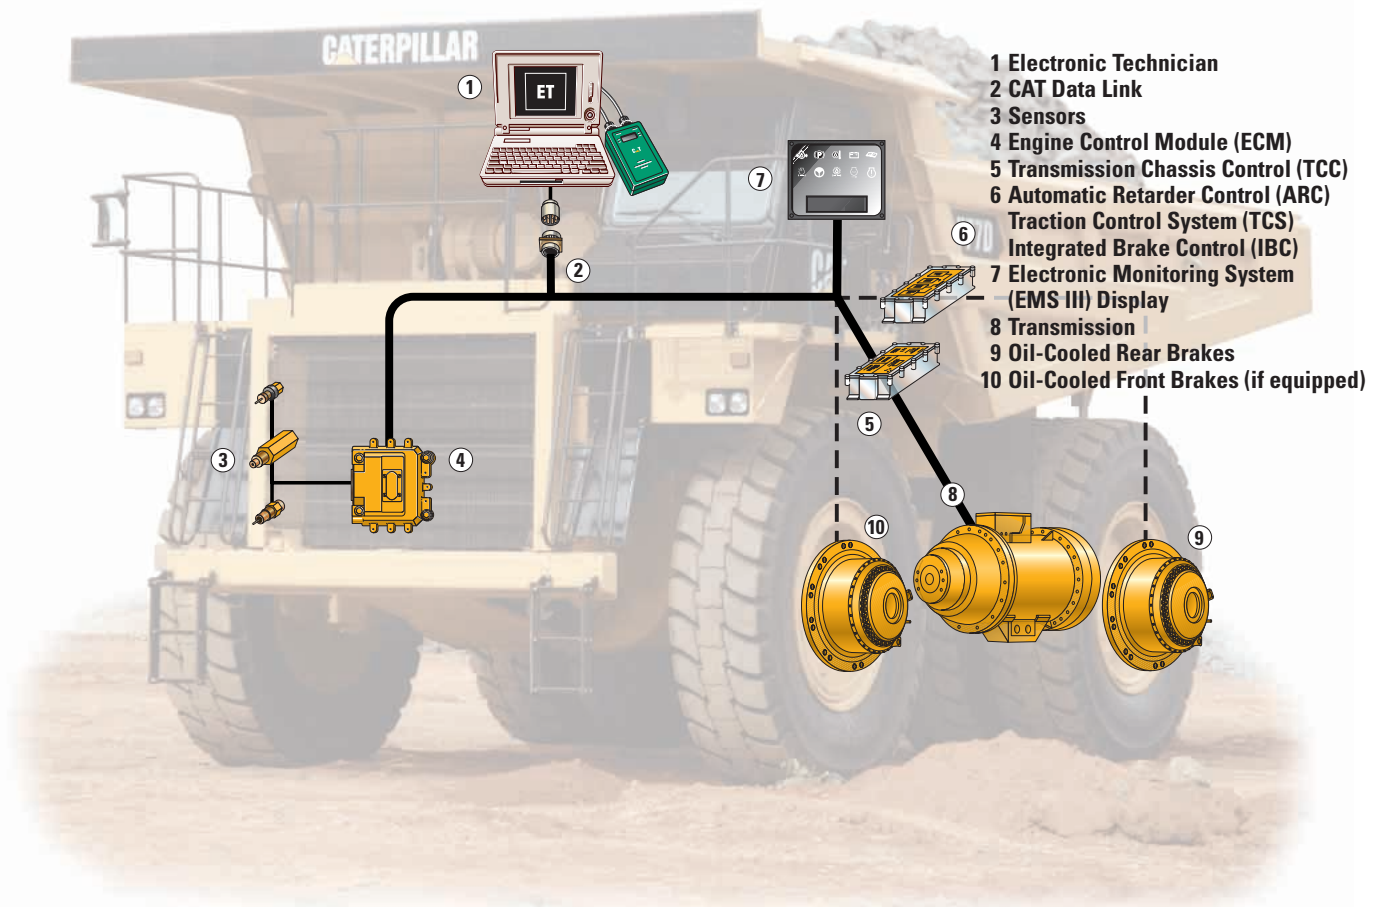 CATERPILLAR
ET
1 Electronic Technician
2 CAT Data Link
3 Sensors
4 Engine Control Module (ECM)
5 Transmission Chassis Control (TCC)
6 Automatic Retarder Control (ARC)
Traction Control System (TCS)
Integrated Brake Control (IBC)
7 Electronic Monitoring System
(EMS III) Display
8 Transmission
9 Oil-Cooled Rear Brakes
10 Oil-Cooled Front Brakes (if equipped)
1
2
3
4
5
6
7
8
9
10